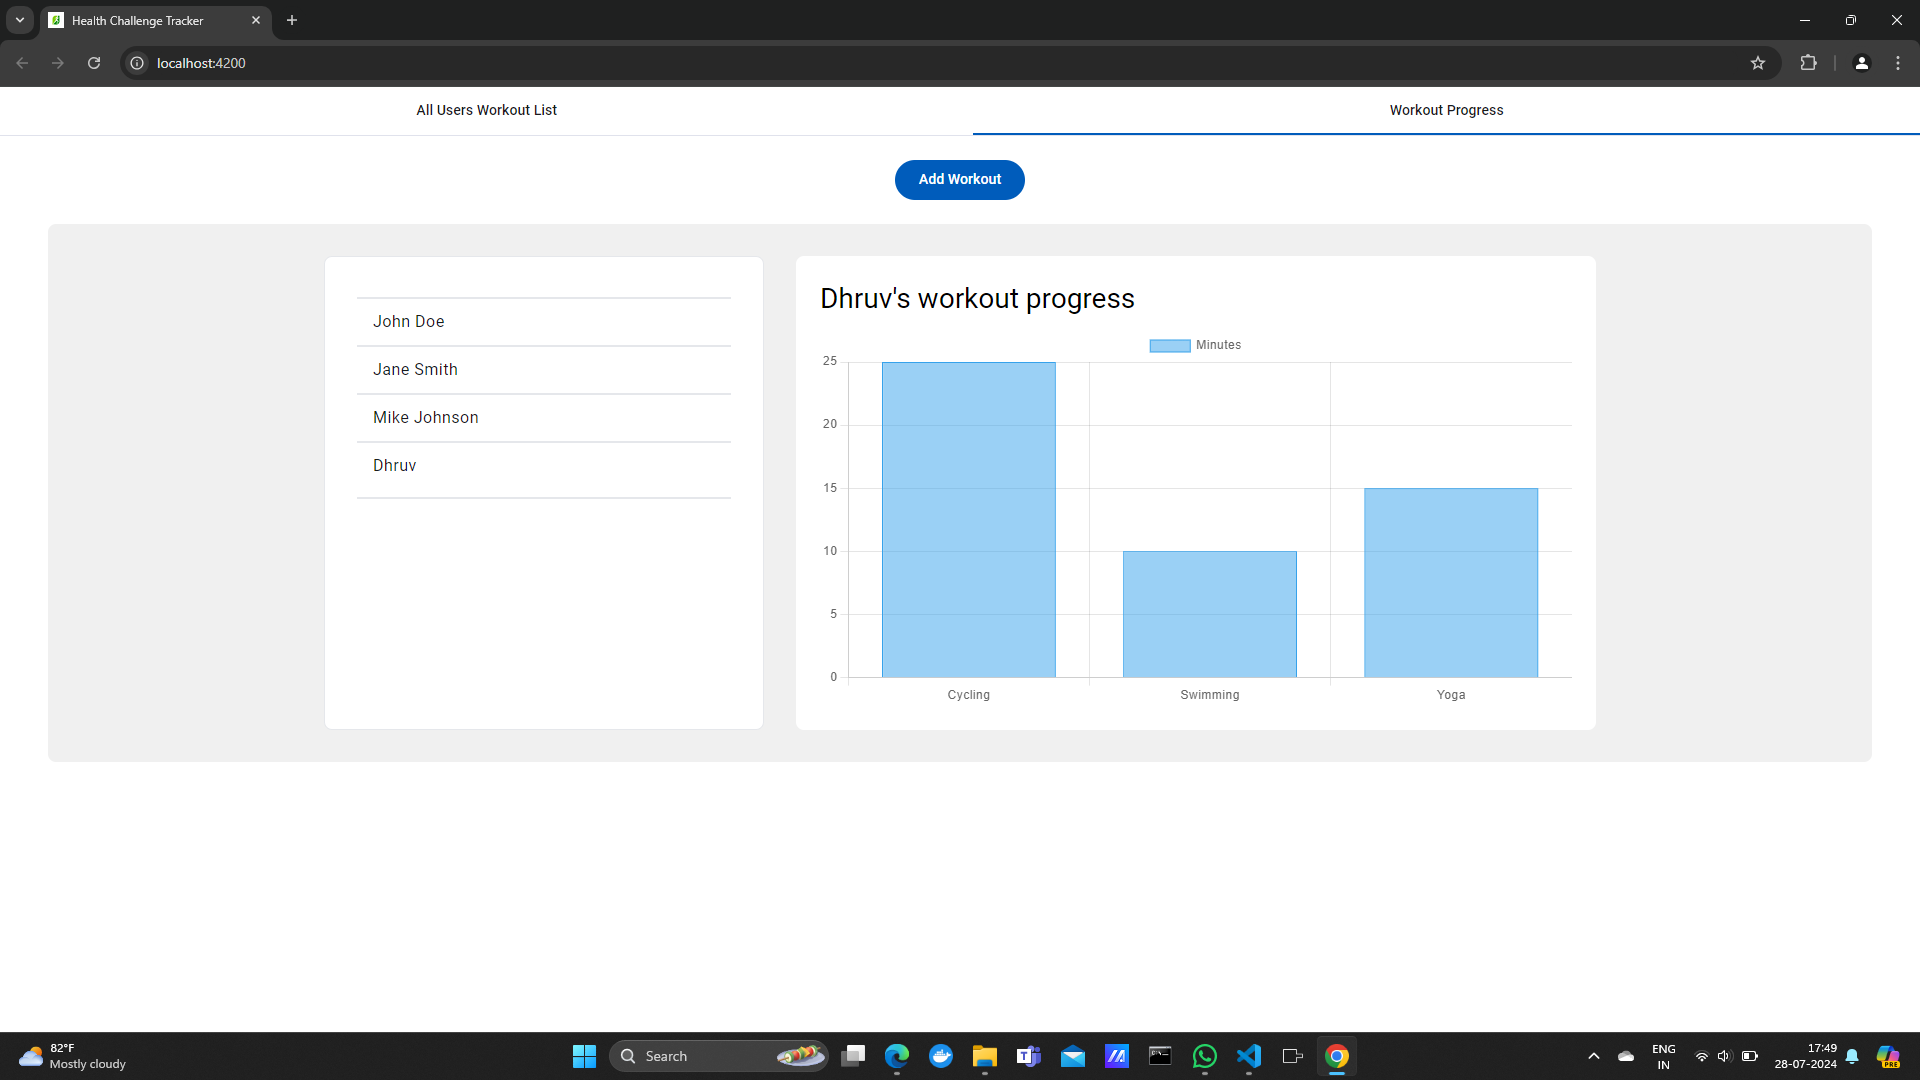 Health Challenge Tracker
localhost:4200
All Users Workout List
Workout Progress
Add Workout
John Doe
Jane Smith
Mike Johnson
Dhruv
Dhruv's workout progress
Minutes
25
20
15
10
5
0
Cycling
Swimming
Yoga
82°F
Mostly cloudy
Search
ENG
IN
17:49
28-07-2024
PRE